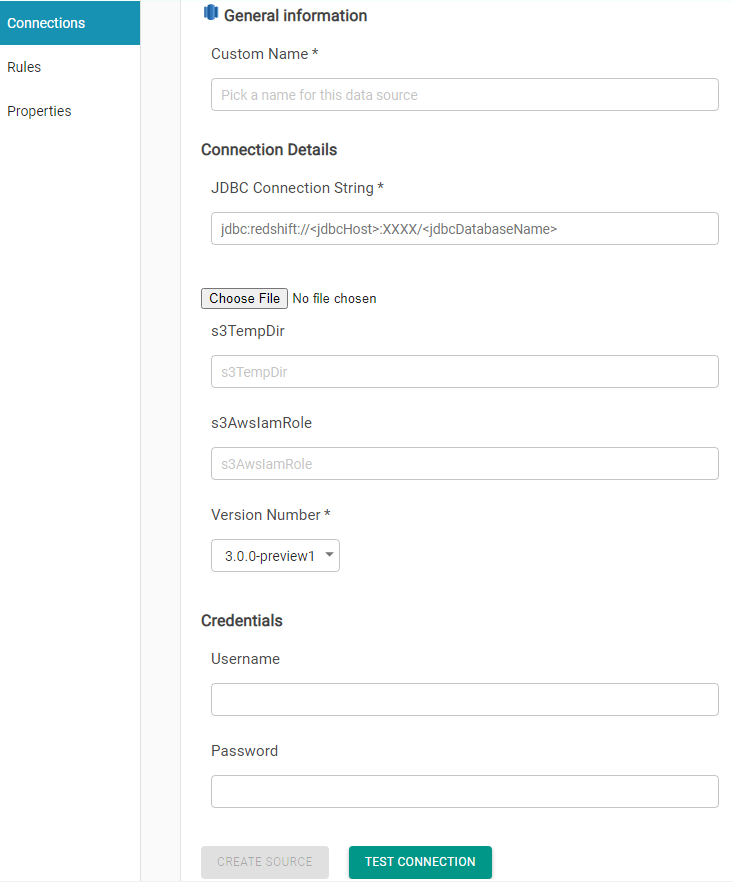 Connections
Rules
Properties
General information
Custom Name *
Pick a name for this data source
Connection Details
JDBC Connection String *
jdbc:redshift://<jdbcHost>:XXXX/<jdbcDatabaseName>
Choose File No file chosen
s3TempDir
s3TempDir
s3AwsIamRole
s3AwsIamRole
Version Number *
3.0.0-preview1
Credentials
Username
Password
CREATE SOURCE TEST CONNECTION